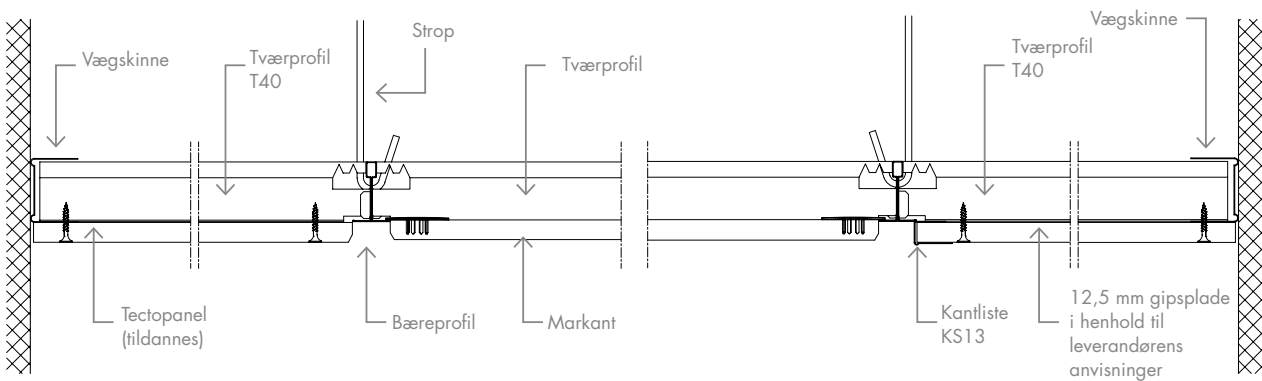 Vægskinne
Tværprofil
T40
Strop
Tværprofil
Tværprofil
T40
Vægskinne
Tectopanel
(tildannes)
Bæreprofil
Markant
Kantliste
KS13
12,5 mm gipsplade
i henhold til
leverandørens
anvisninger